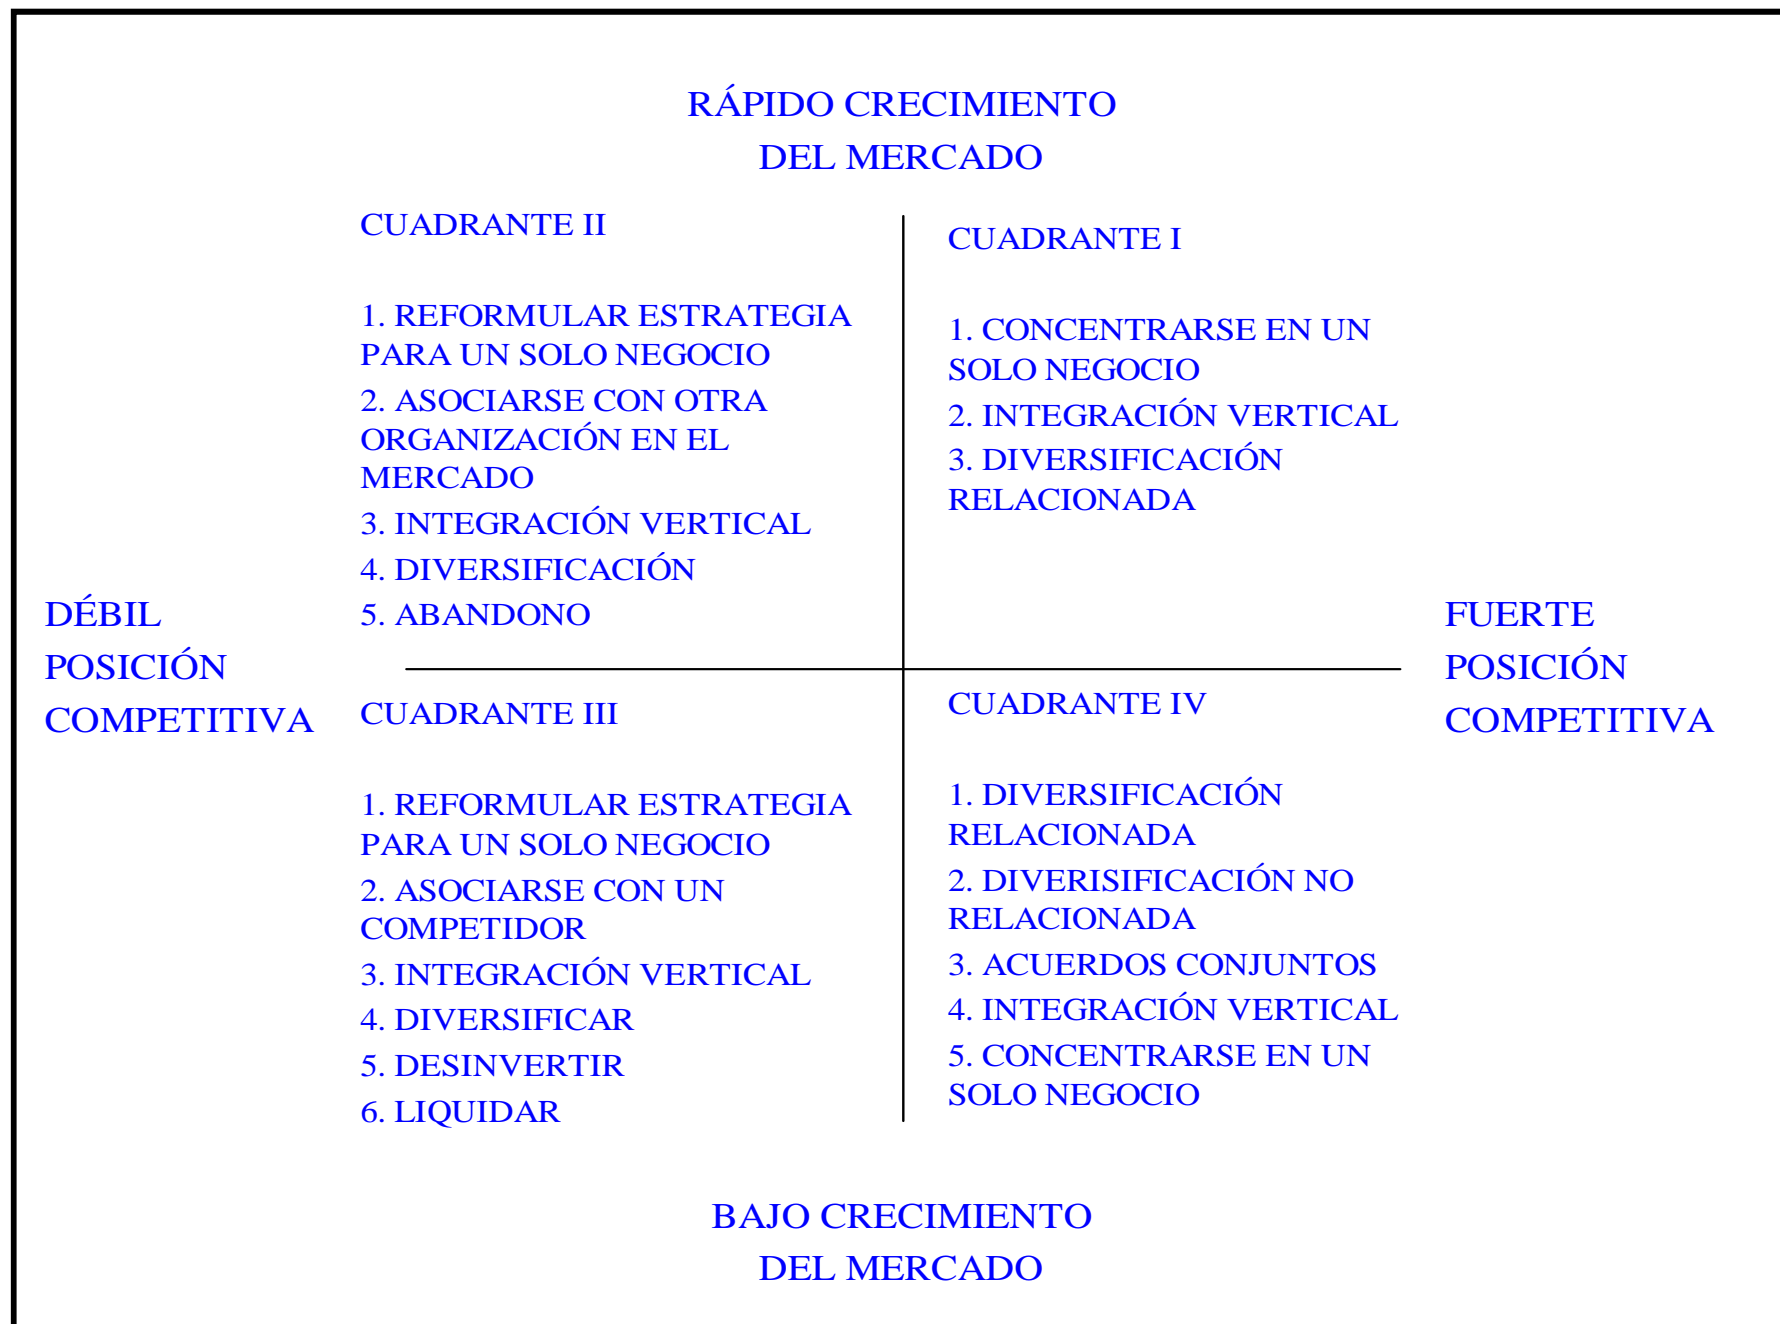 RÁPIDO CRECIMIENTO
DEL MERCADO
CUADRANTE II
1. REFORMULAR ESTRATEGIA
PARA UN SOLO NEGOCIO
2. ASOCIARSE CON OTRA
ORGANIZACIÓN EN EL
MERCADO
3. INTEGRACIÓN VERTICAL
4. DIVERSIFICACIÓN
5. ABANDONO
CUADRANTE I
1. CONCENTRARSE EN UN
SOLO NEGOCIO
2. INTEGRACIÓN VERTICAL
3. DIVERSIFICACIÓN
RELACIONADA
DÉBIL
POSICIÓN
COMPETITIVA
FUERTE
POSICIÓN
COMPETITIVA
CUADRANTE III
1. REFORMULAR ESTRATEGIA
PARA UN SOLO NEGOCIO
2. ASOCIARSE CON UN
COMPETIDOR
3. INTEGRACIÓN VERTICAL
4. DIVERSIFICAR
5. DESINVERTIR
6. LIQUIDAR
CUADRANTE IV
1. DIVERSIFICACIÓN
RELACIONADA
2. DIVERISIFICACIÓN NO
RELACIONADA
3. ACUERDOS CONJUNTOS
4. INTEGRACIÓN VERTICAL
5. CONCENTRARSE EN UN
SOLO NEGOCIO
BAJO CRECIMIENTO
DEL MERCADO